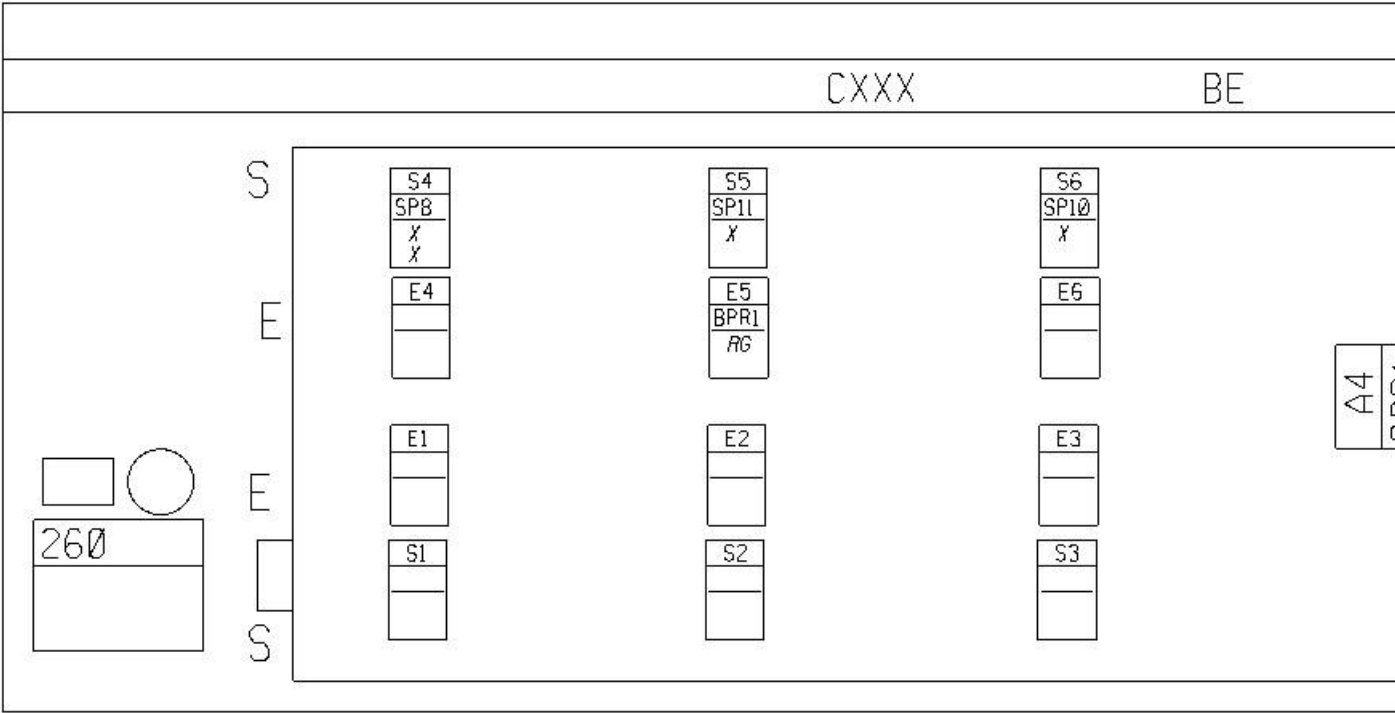 CXXX BE
S
S4 S5 S6
SP8 SP11 SP10
X X X
X
E
E4 E5 E6
BPR1
RG
A4
E1 E2 E3
E
260
S1 S2 S3
S